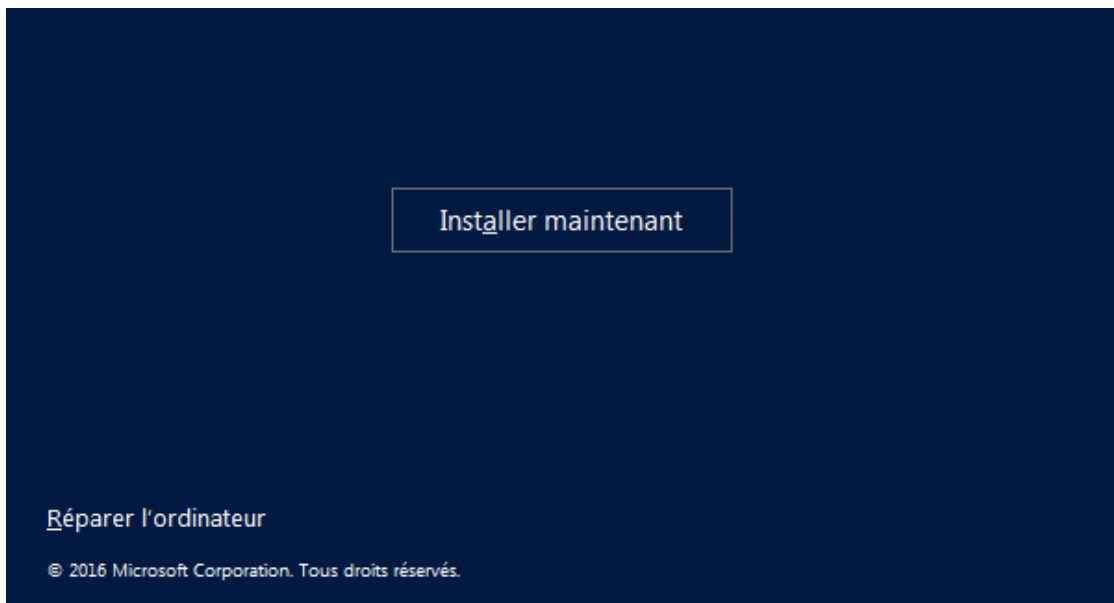 Installer maintenant
Réparer l'ordinateur
© 2016 Microsoft Corporation. Tous droits réservés.